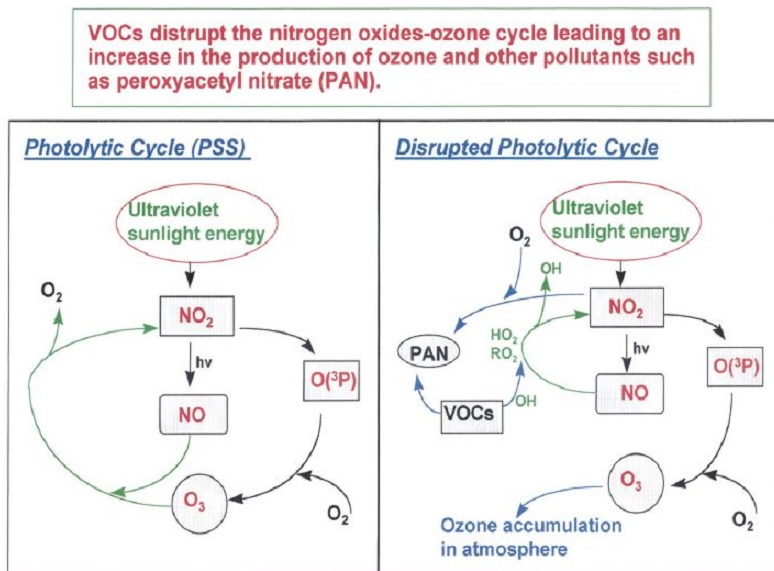 VOCs distrupt the nitrogen oxides-ozone cycle leading to an
increase in the production of ozone and other pollutants such
as peroxyacetyl nitrate (PAN).
Photolytic Cycle (PSS)
Ultraviolet
sunlight energy
O₂
NO₂
hν
O(³P)
NO
O₃
O₂
Disrupted Photolytic Cycle
Ultraviolet
sunlight energy
O₂
OH
NO₂
HO₂
RO₂
PAN
hν
O(³P)
VOCs
OH
NO
O₃
O₂
Ozone accumulation
in atmosphere